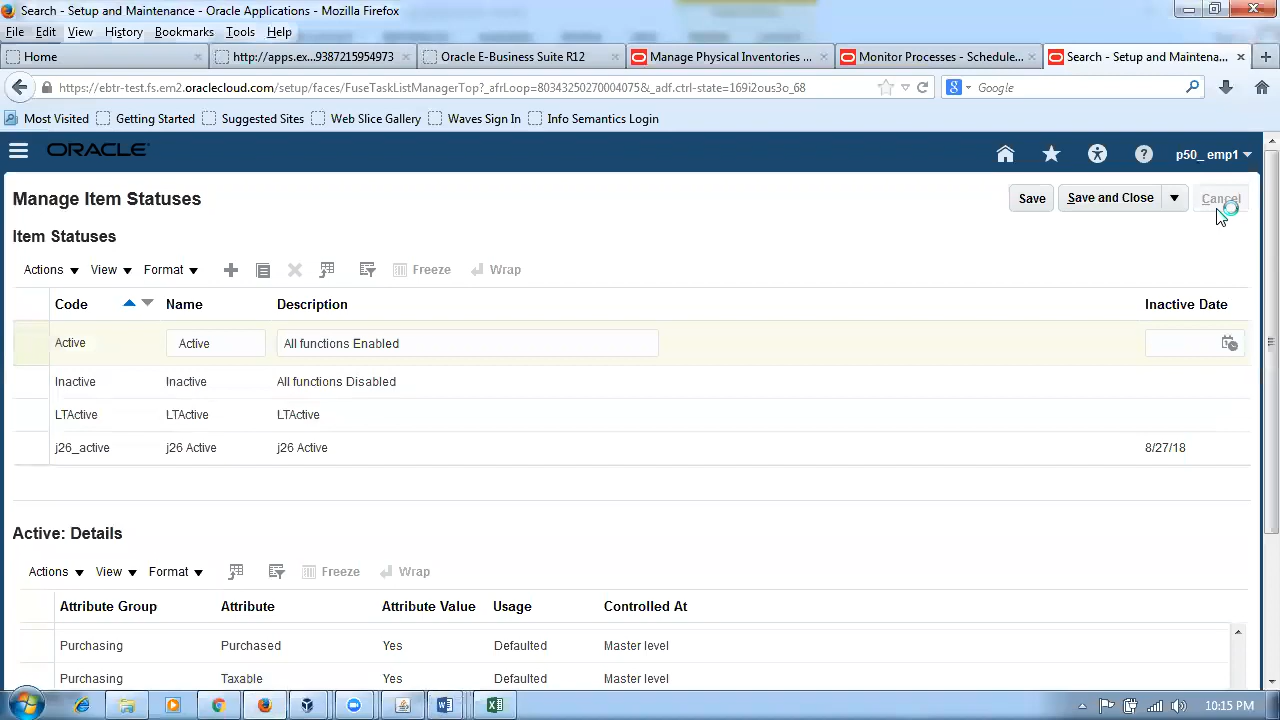 Search - Setup and Maintenance - Oracle Applications - Mozilla Firefox
File Edit View History Bookmarks Tools Help
Home
http://apps.ex...9387215954973
Oracle E-Business Suite R12
Manage Physical Inventories ...
Monitor Processes - Schedule...
Search - Setup and Maintena...
https://ebtr-test.fs.em2.oraclecloud.com/setup/faces/FuseTaskListManagerTop?_afrLoop=8034325027004075&_adf.ctrl-state=169i2ous3o_68
Google
Most Visited Getting Started Suggested Sites Web Slice Gallery Waves Sign In Info Semantics Location
ORACLE
p50_ emp1
Manage Item Statuses
Save Save and Close Cancel
Item Statuses
Actions View Format Freeze Wrap
Code Name Description Inactive Date
Active Active All functions Enabled
Inactive Inactive All functions Disabled
LTActive LTActive LTActive
j26_active j26 Active j26 Active 8/27/18
Active: Details
Actions View Format Freeze Wrap
Attribute Group Attribute Attribute Value Usage Controlled At
Purchasing Purchased Yes Defaulted Master level
Purchasing Taxable Yes Defaulted Master level
10:15 PM